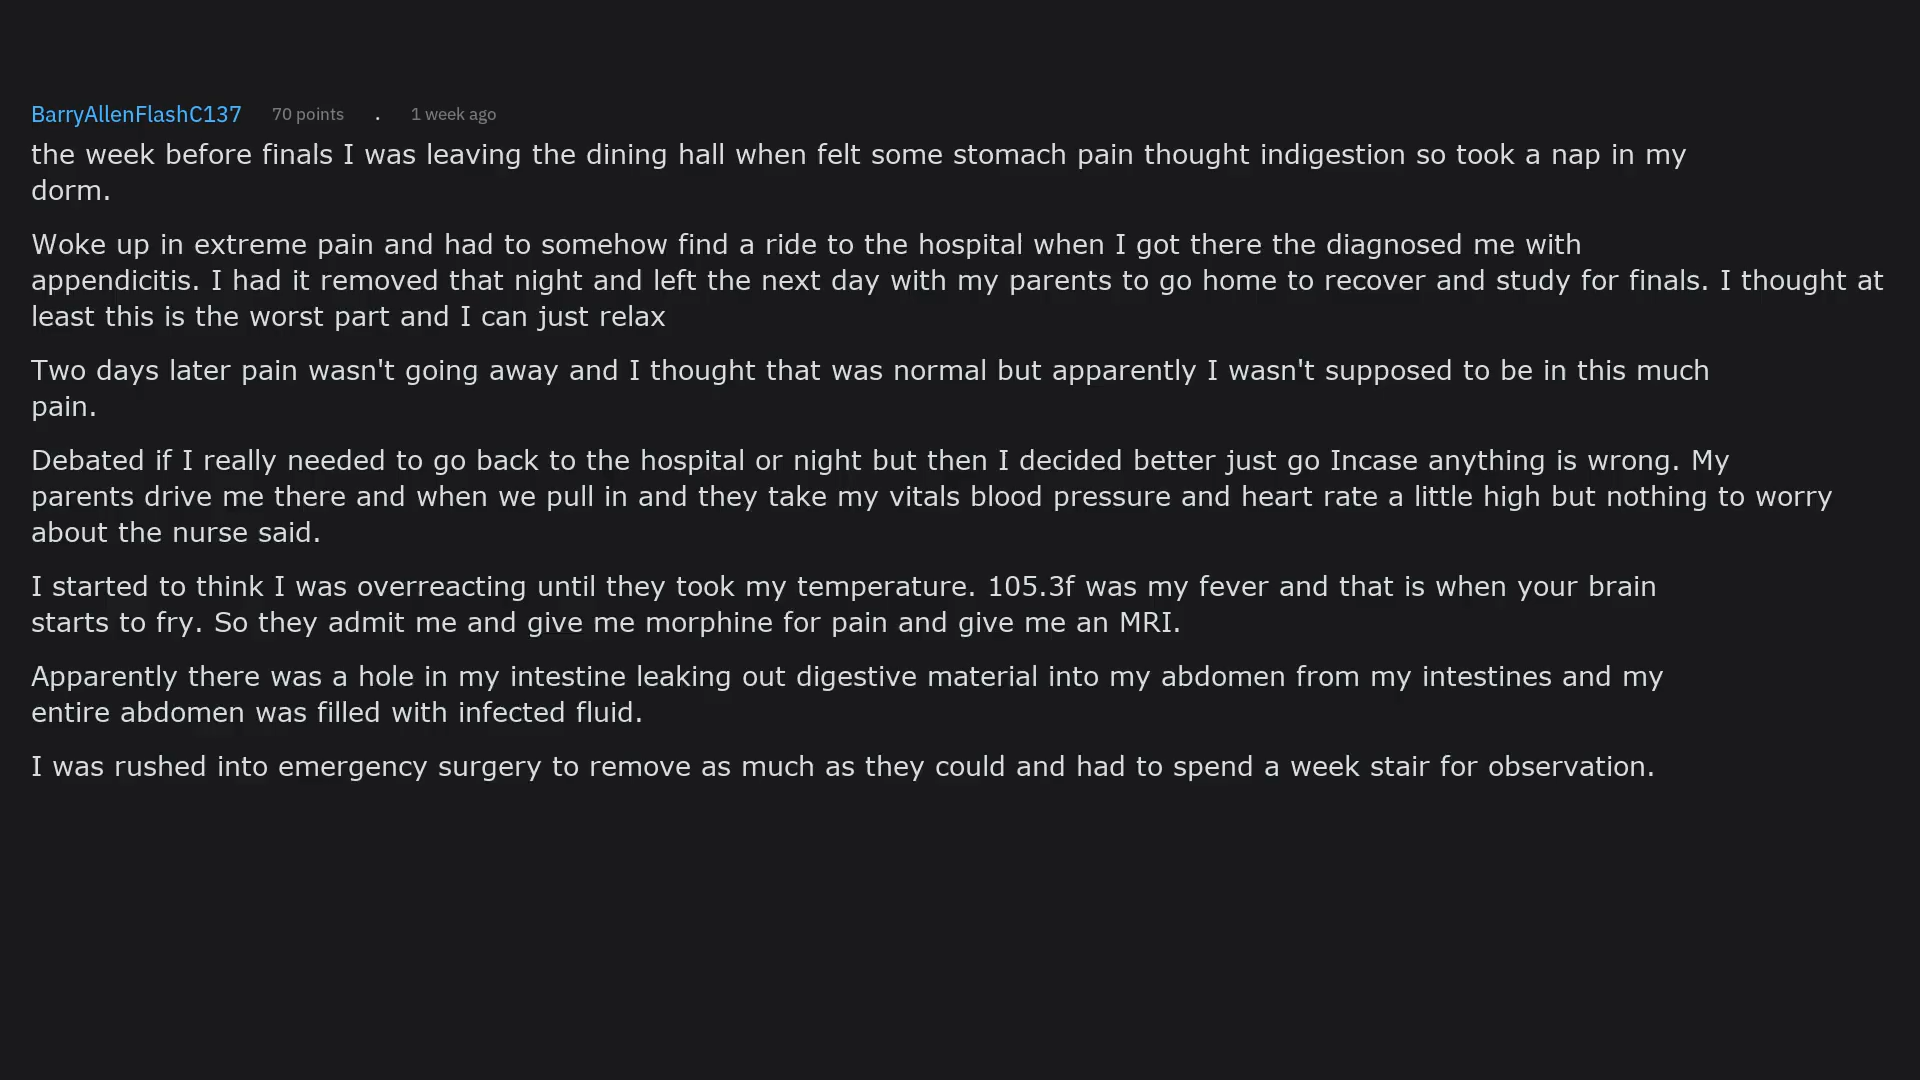 BarryAllenFlashC137 70 points . 1 week ago
the week before finals I was leaving the dining hall when felt some stomach pain thought indigestion so took a nap in my
dorm.
Woke up in extreme pain and had to somehow find a ride to the hospital when I got there the diagnosed me with
appendicitis. I had it removed that night and left the next day with my parents to go home to recover and study for finals. I thought at
least this is the worst part and I can just relax
Two days later pain wasn't going away and I thought that was normal but apparently I wasn't supposed to be in this much
pain.
Debated if I really needed to go back to the hospital or night but then I decided better just go Incase anything is wrong. My
parents drive me there and when we pull in and they take my vitals blood pressure and heart rate a little high but nothing to worry
about the nurse said.
I started to think I was overreacting until they took my temperature. 105.3f was my fever and that is when your brain
starts to fry. So they admit me and give me morphine for pain and give me an MRI.
Apparently there was a hole in my intestine leaking out digestive material into my abdomen from my intestines and my
entire abdomen was filled with infected fluid.
I was rushed into emergency surgery to remove as much as they could and had to spend a week stair for observation.